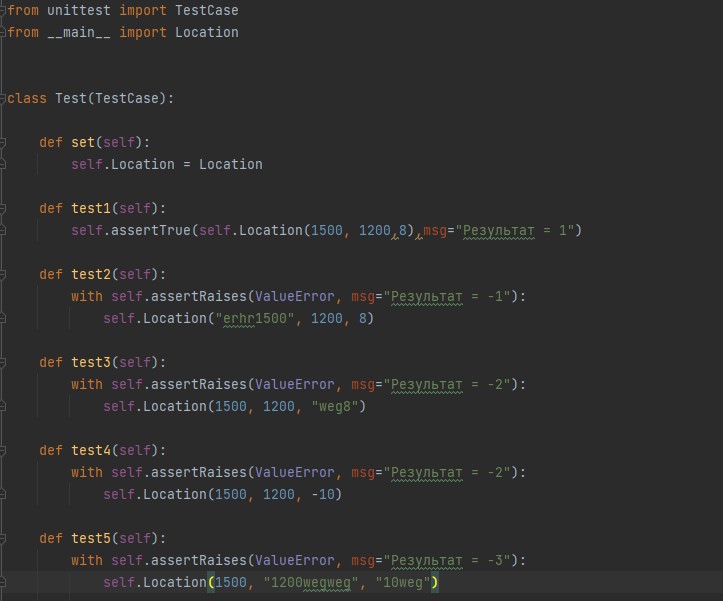 from unittest import TestCase
from __main__ import Location
class Test(TestCase):
def set(self):
self.Location = Location
def test1(self):
self.assertTrue(self.Location(1500, 1200,8),msg="Результат = 1")
def test2(self):
with self.assertRaises(ValueError, msg="Результат = -1"):
self.Location("erhr1500", 1200, 8)
def test3(self):
with self.assertRaises(ValueError, msg="Результат = -2"):
self.Location(1500, 1200, "weg8")
def test4(self):
with self.assertRaises(ValueError, msg="Результат = -2"):
self.Location(1500, 1200, -10)
def test5(self):
with self.assertRaises(ValueError, msg="Результат = -3"):
self.Location(1500, "1200wegweg", "10weg")